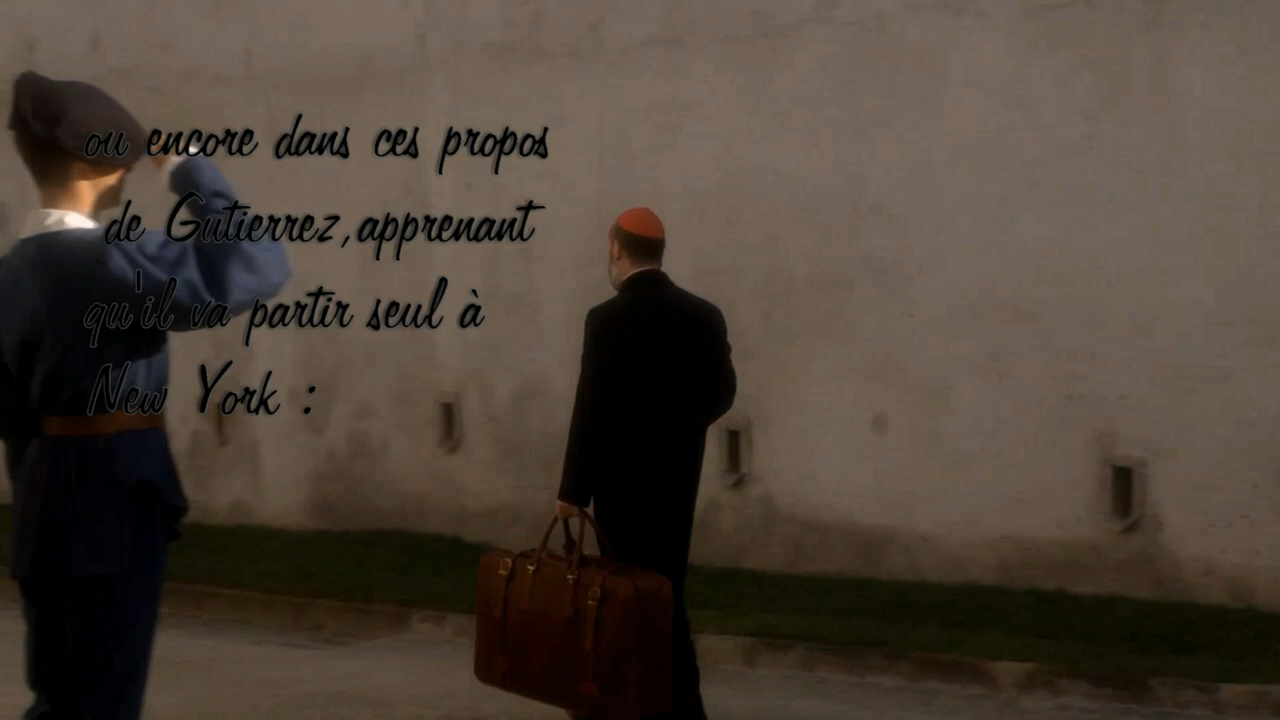 ou encore dans ces propos
de Gutierrez,apprenant
qu'il va partir seul à
New York :